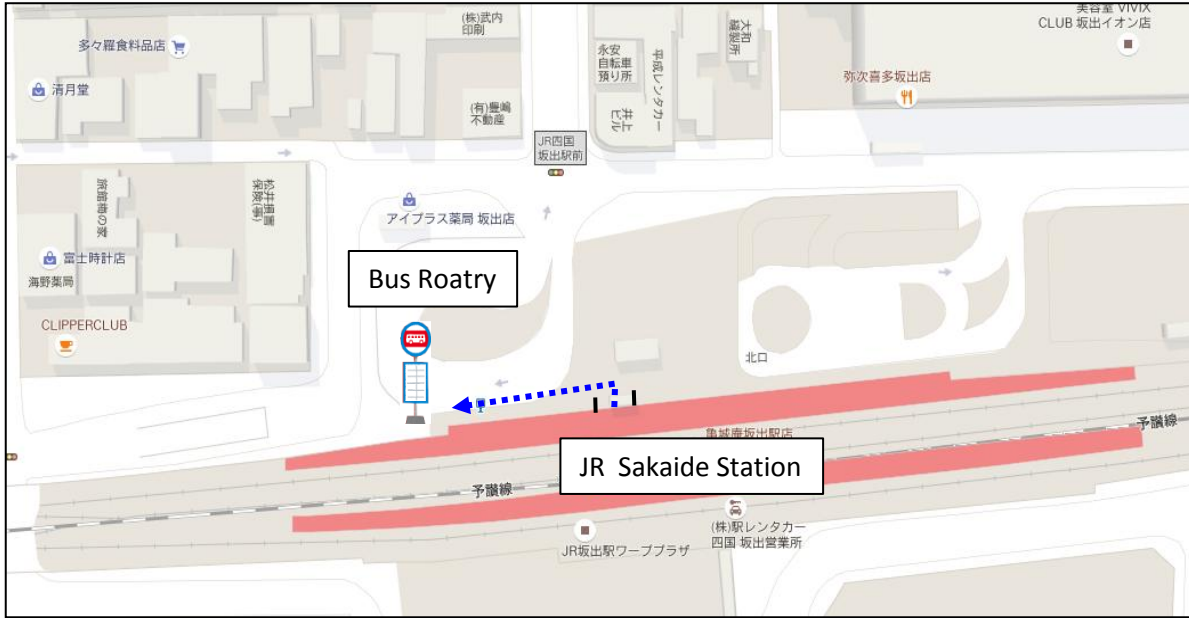 (株)武内
印刷
多々羅食料品店
清月堂
(有)豊嶋
不動産
永安
自転車
預り所
平成レンタカー
井上
ビル
大和
縫製所
美容室 VIVIX
CLUB 坂出イオン店
弥次喜多坂出店
JR四国
坂出駅前
旅館梅の家
松井損害
保険(事)
アイプラス薬局 坂出店
富士時計店
海野薬局
Bus Roatry
CLIPPERCLUB
北口
亀城庵坂出駅店
予讃線
JR Sakaide Station
予讃線
(株)駅レンタカー
四国 坂出営業所
JR坂出駅ワーププラザ